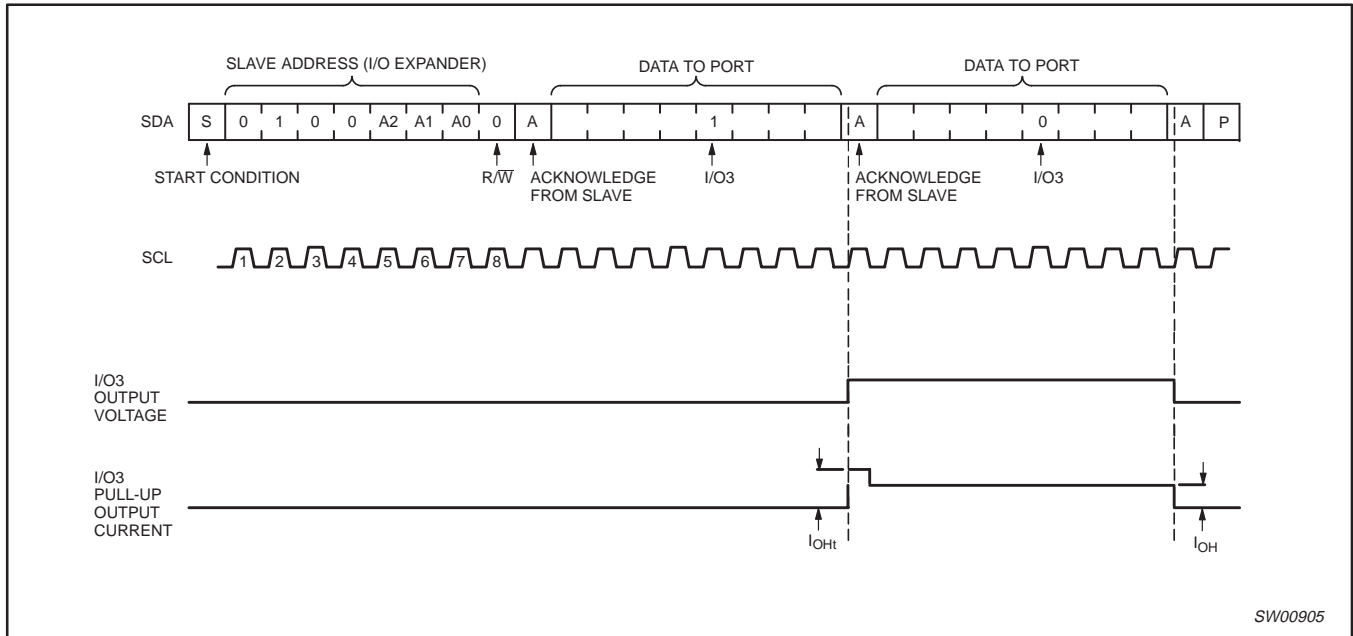 SLAVE ADDRESS (I/O EXPANDER) DATA TO PORT DATA TO PORT
SDA S 0 1 0 0 A2 A1 A0 0 A 1 A 0 A P
START CONDITION R/W̅ ACKNOWLEDGE I/O3 ACKNOWLEDGE I/O3
FROM SLAVE FROM SLAVE
SCL 1 2 3 4 5 6 7 8
I/O3
OUTPUT
VOLTAGE
I/O3
PULL-UP
OUTPUT
CURRENT
IOHt IOH
SW00905